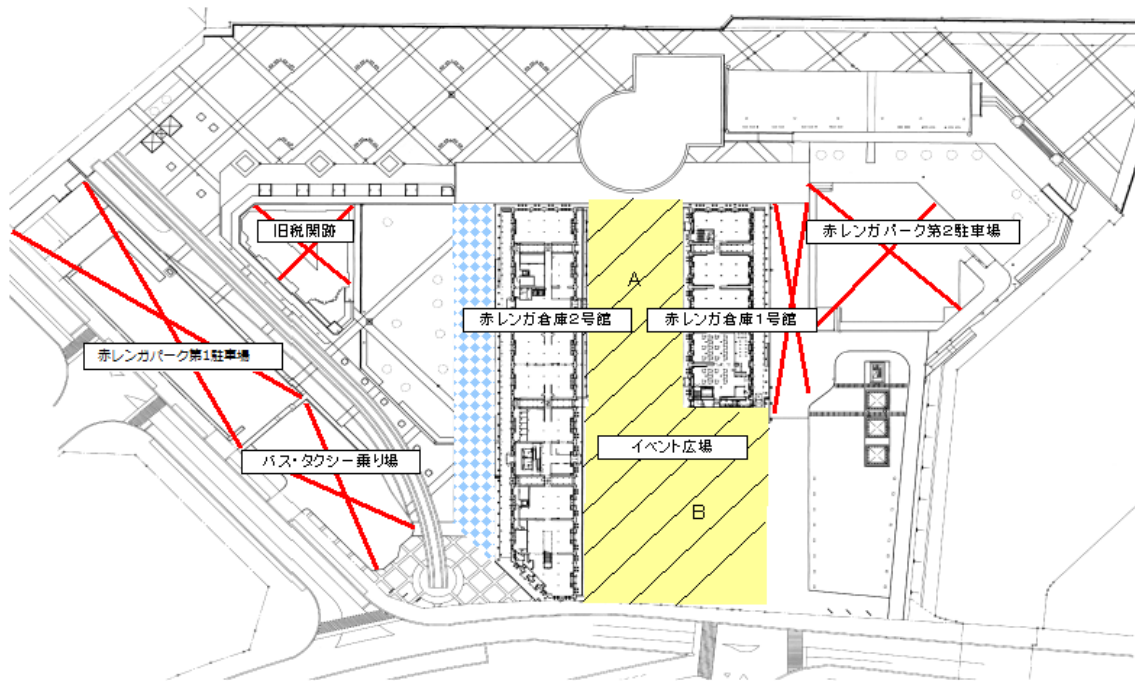 旧税関跡
赤レンガパーク第2駐車場
A
赤レンガ倉庫2号館
赤レンガ倉庫1号館
赤レンガパーク第1駐車場
イベント広場
バス・タクシー乗り場
B